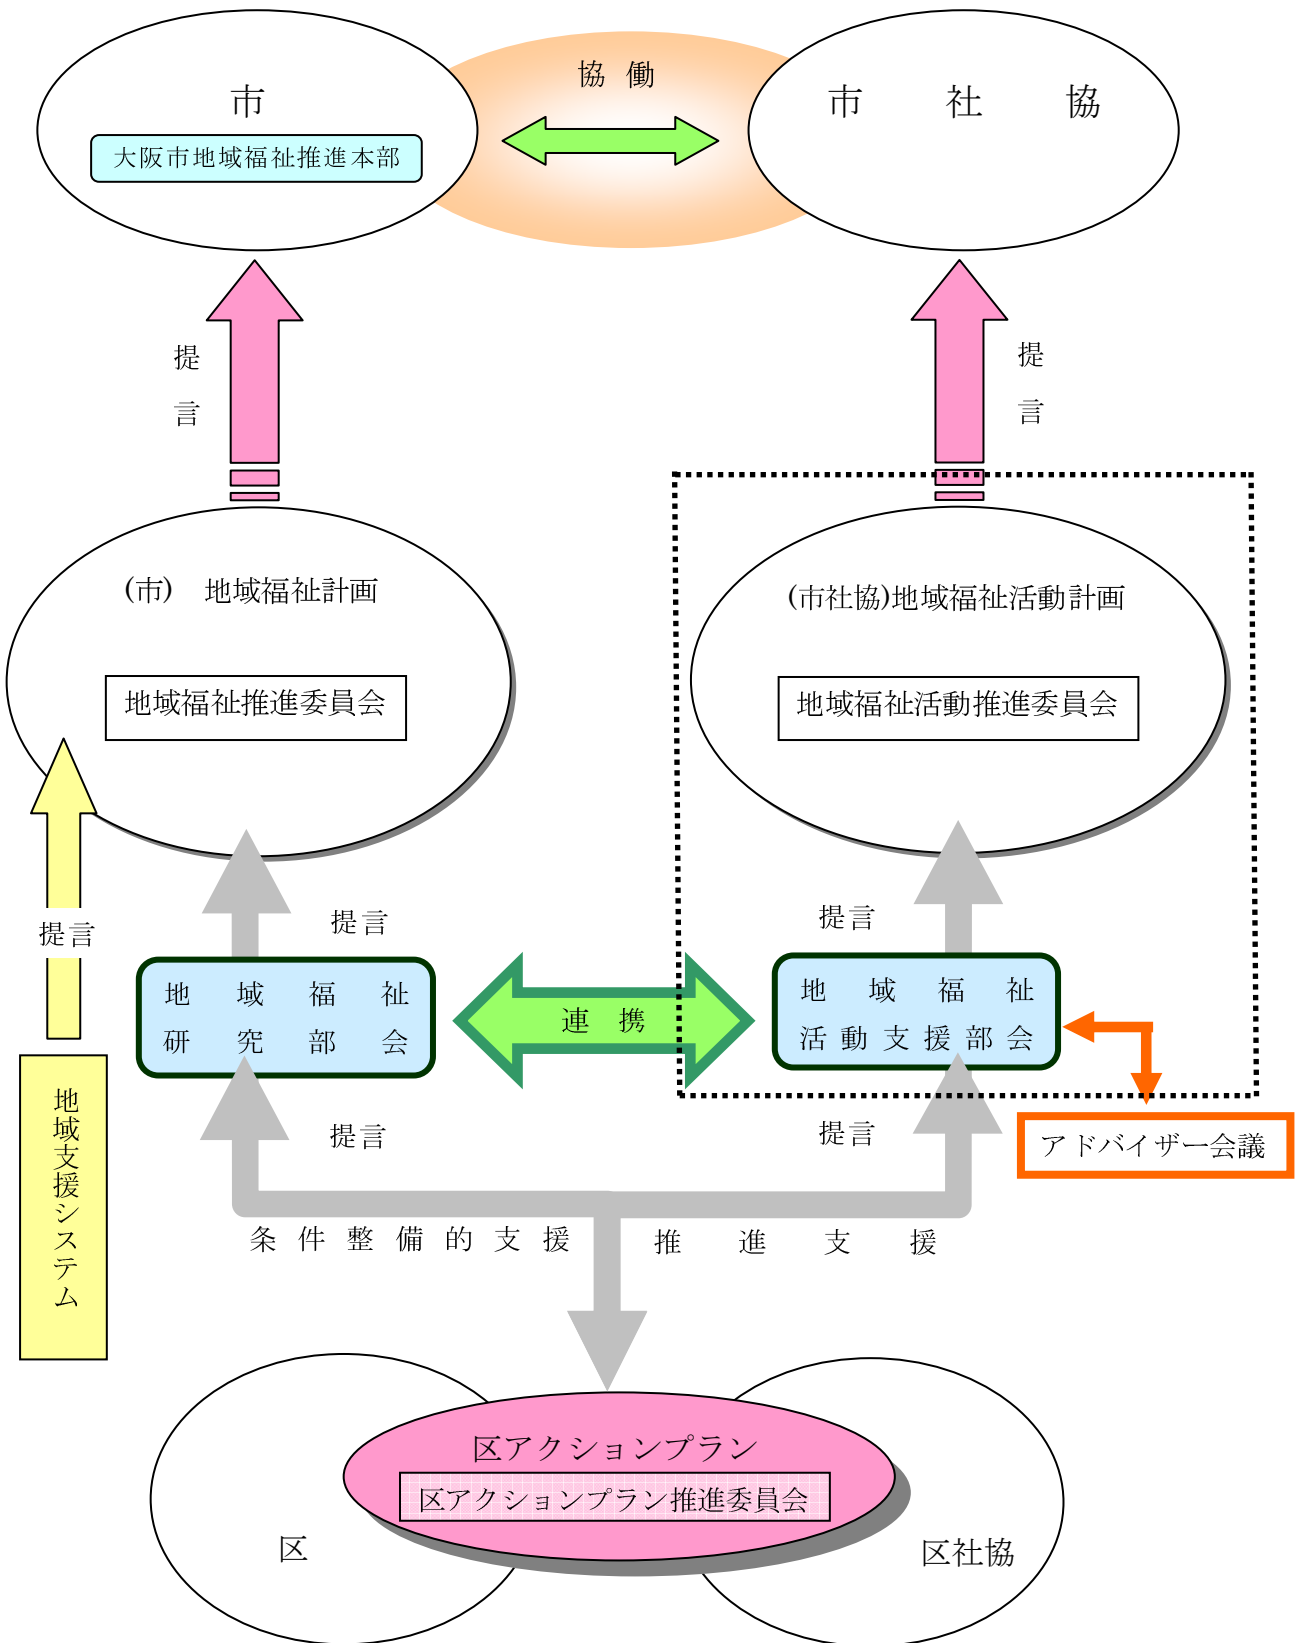 協 働
市
大阪市地域福祉推進本部
市 社 協
提言
提言
(市) 地域福祉計画
地域福祉推進委員会
(市社協)地域福祉活動計画
地域福祉活動推進委員会
提言
提言
提言
地 域 福 祉
研 究 部 会
連 携
地 域 福 祉
活 動 支 援 部 会
地域支援システム
提言
提言
アドバイザー会議
条 件 整 備 的 支 援
推 進 支 援
区アクションプラン
区アクションプラン推進委員会
区
区社協